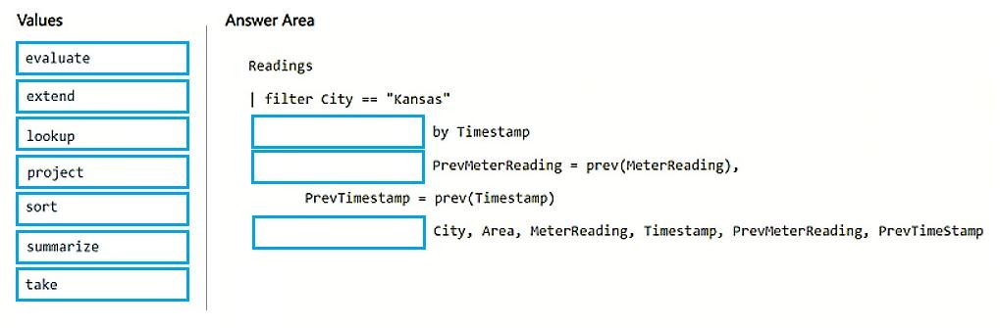 Values
evaluate
extend
lookup
project
sort
summarize
take
Answer Area
Readings
| filter City == "Kansas"
by Timestamp
PrevMeterReading = prev(MeterReading),
PrevTimestamp = prev(Timestamp)
City, Area, MeterReading, Timestamp, PrevMeterReading, PrevTimeStamp